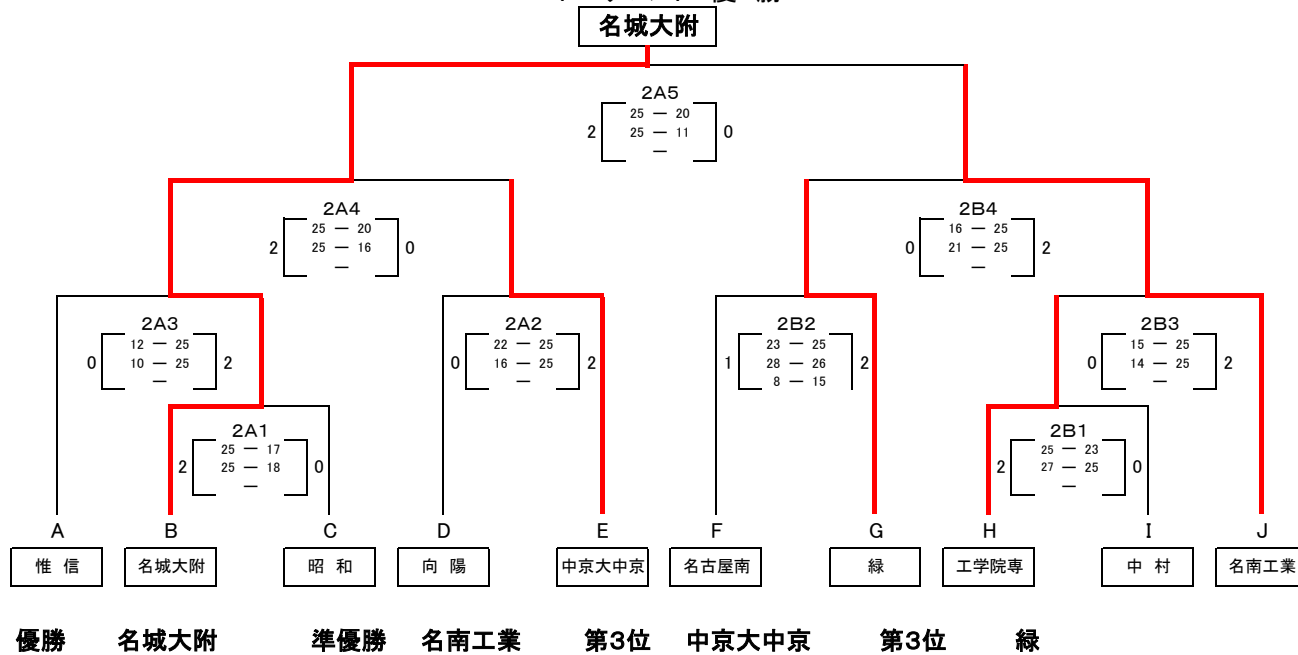 名城大附
2A5
25 — 20
2 25 — 11 0
—
2A4 2B4
25 — 20 16 — 25
2 25 — 16 0 0 21 — 25 2
— —
2A3 2A2 2B2 2B3
12 — 25 22 — 25 23 — 25 15 — 25
0 10 — 25 2 0 16 — 25 2 1 28 — 26 2 0 14 — 25 2
— — 8 — 15 —
2A1 2B1
25 — 17 25 — 23
2 25 — 18 0 2 27 — 25 0
— —
A B C D E F G H I J
惟 信 名城大附 昭 和 向 陽 中京大中京 名古屋南 緑 工学院専 中 村 名南工業
優勝 名城大附 準優勝 名南工業 第3位 中京大中京 第3位 緑